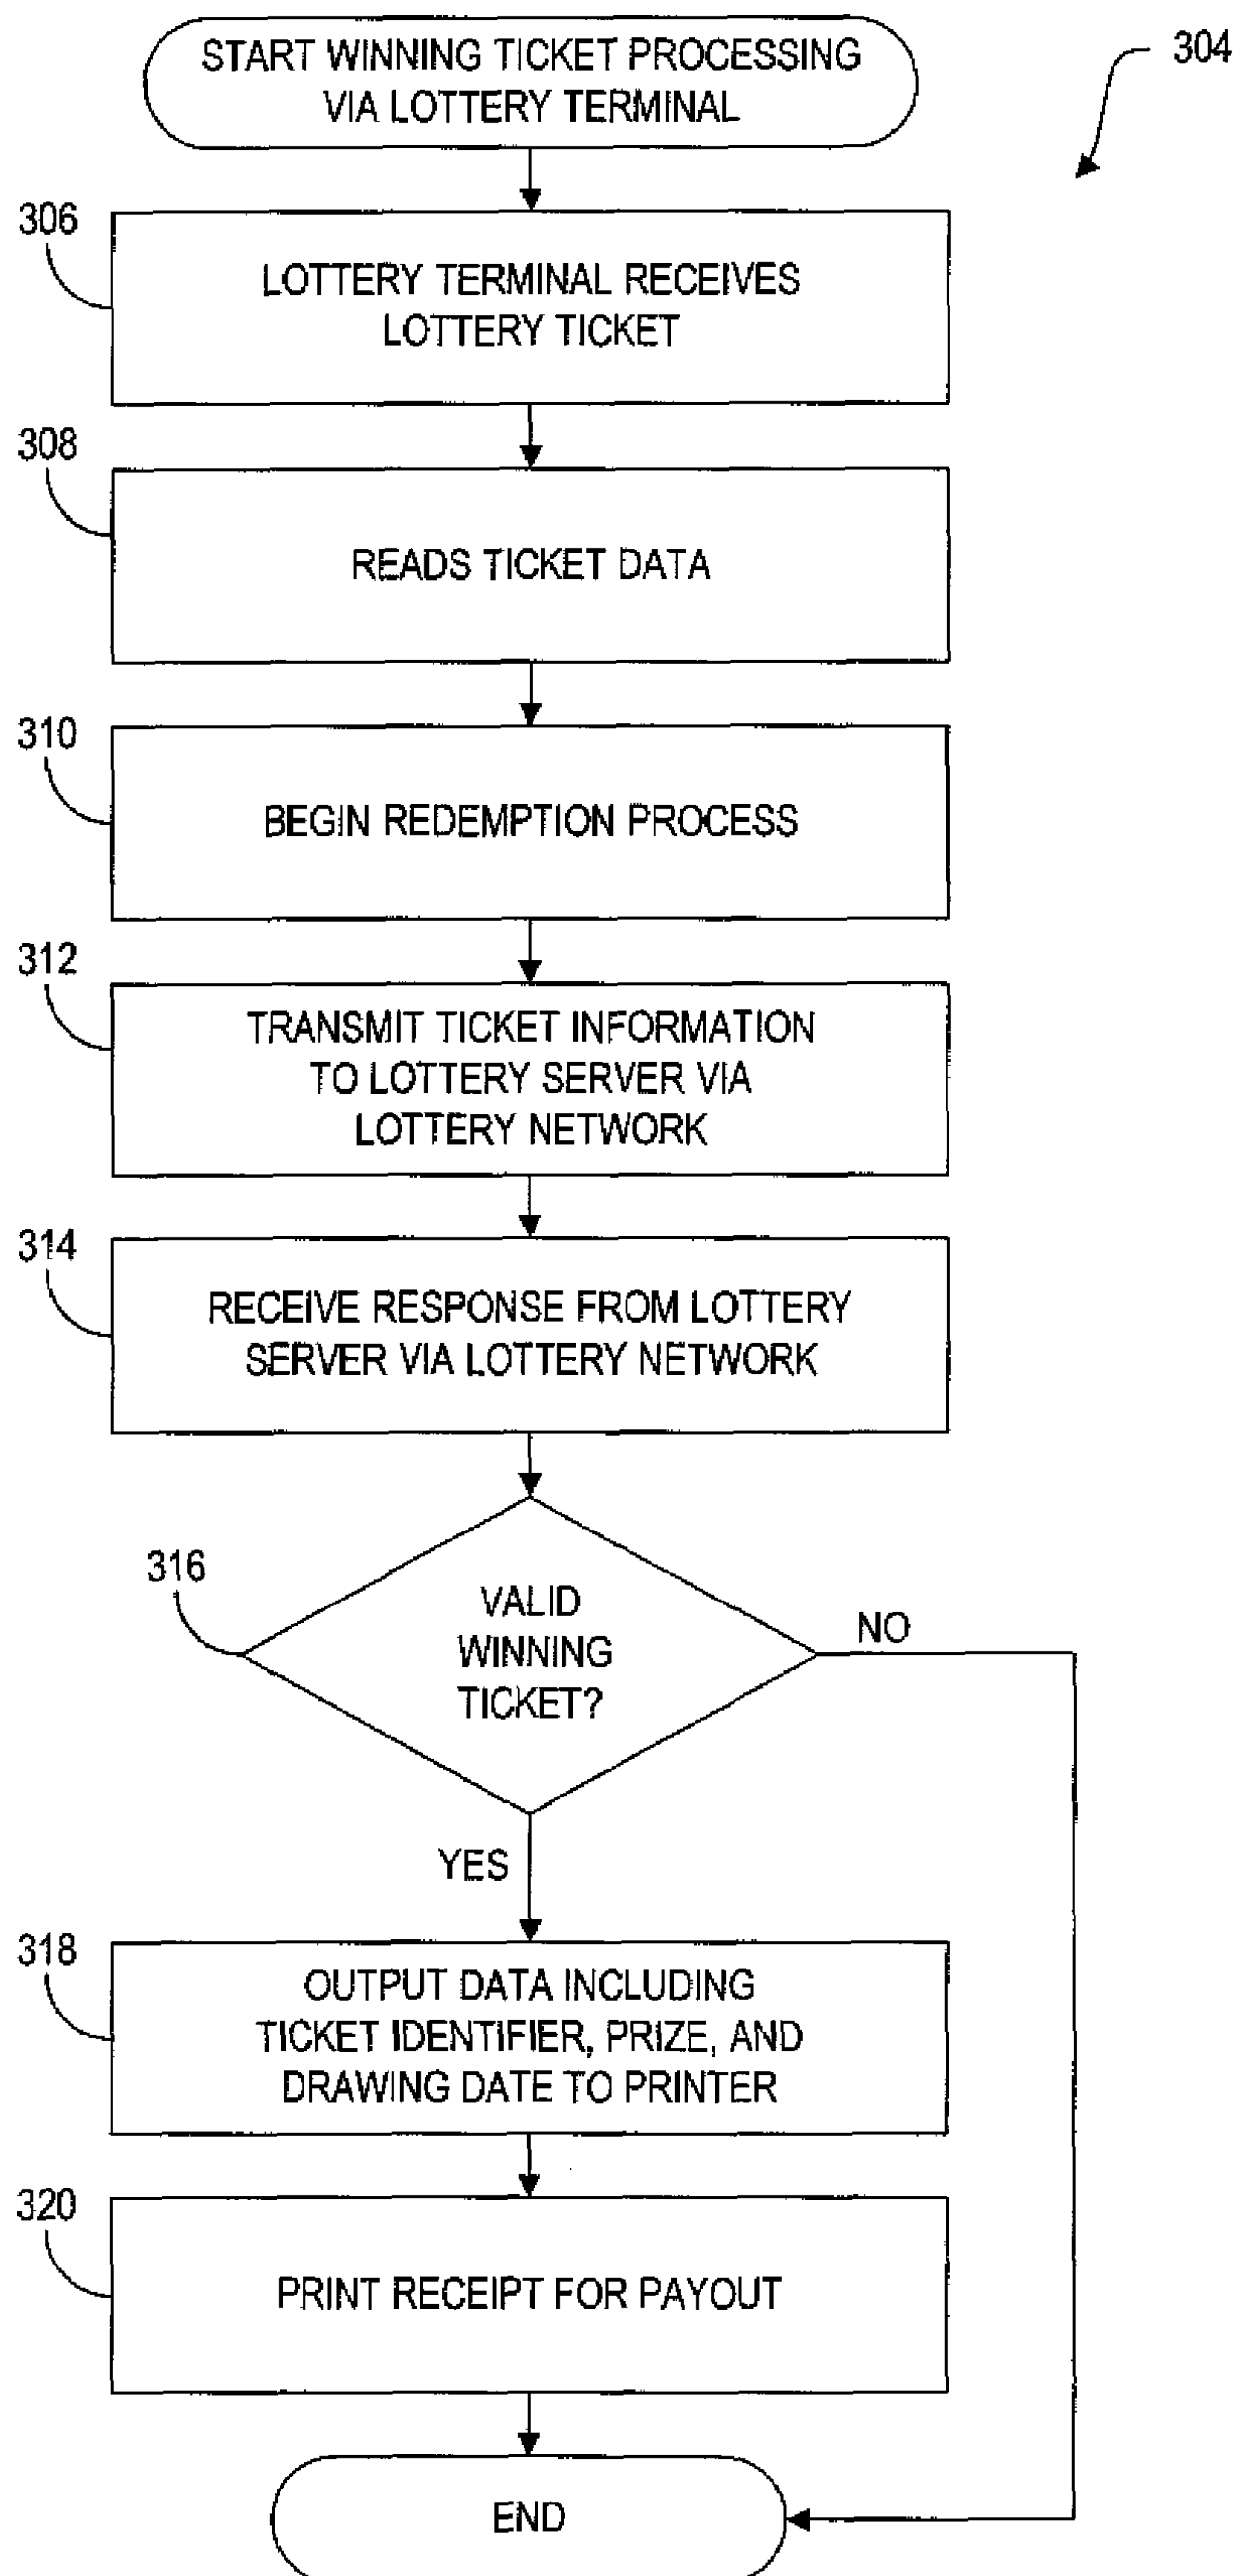 START WINNING TICKET PROCESSING
VIA LOTTERY TERMINAL
304
306
LOTTERY TERMINAL RECEIVES
LOTTERY TICKET
308
READS TICKET DATA
310
BEGIN REDEMPTION PROCESS
312
TRANSMIT TICKET INFORMATION
TO LOTTERY SERVER VIA
LOTTERY NETWORK
314
RECEIVE RESPONSE FROM LOTTERY
SERVER VIA LOTTERY NETWORK
316
VALID
WINNING
TICKET?
NO
YES
318
OUTPUT DATA INCLUDING
TICKET IDENTIFIER, PRIZE, AND
DRAWING DATE TO PRINTER
320
PRINT RECEIPT FOR PAYOUT
END